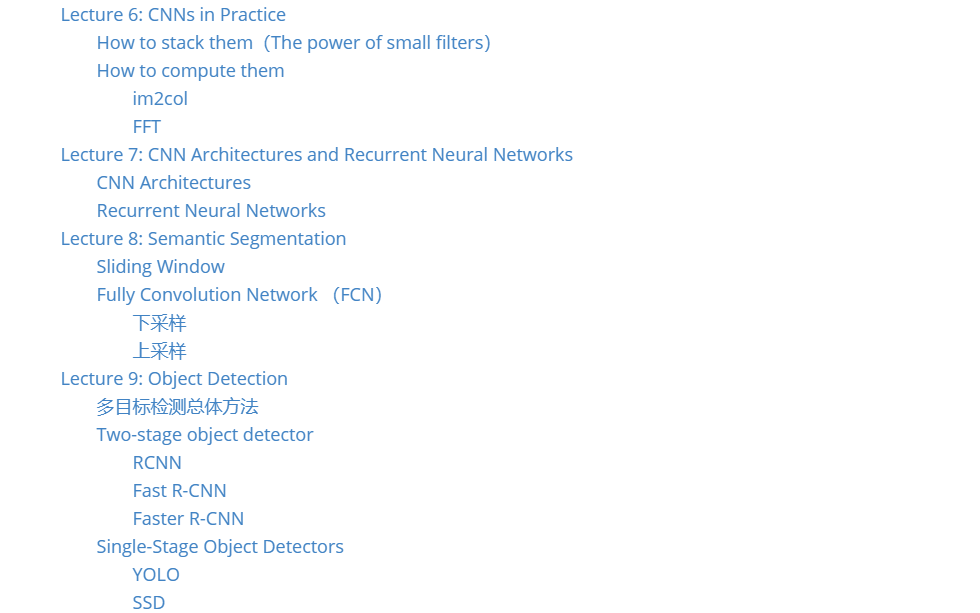 Lecture 6: CNNs in Practice
How to stack them（The power of small filters）
How to compute them
im2col
FFT
Lecture 7: CNN Architectures and Recurrent Neural Networks
CNN Architectures
Recurrent Neural Networks
Lecture 8: Semantic Segmentation
Sliding Window
Fully Convolution Network （FCN）
下采样
上采样
Lecture 9: Object Detection
多目标检测总体方法
Two-stage object detector
RCNN
Fast R-CNN
Faster R-CNN
Single-Stage Object Detectors
YOLO
SSD